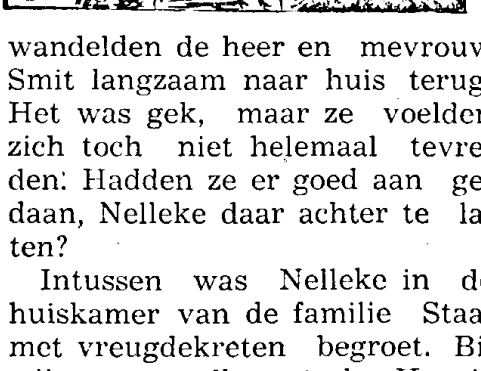 wandelden de heer en mevrouw
Smit langzaam naar huis terug
Het was gek, maar ze voelden
zich toch niet helemaal tevre
den: Hadden ze er goed aan ge
daan, Nelleke daar achter te la
ten?
Intussen was Nelleke in de
huiskamer van de familie Staa
met vreugdekreten begroet. Bi